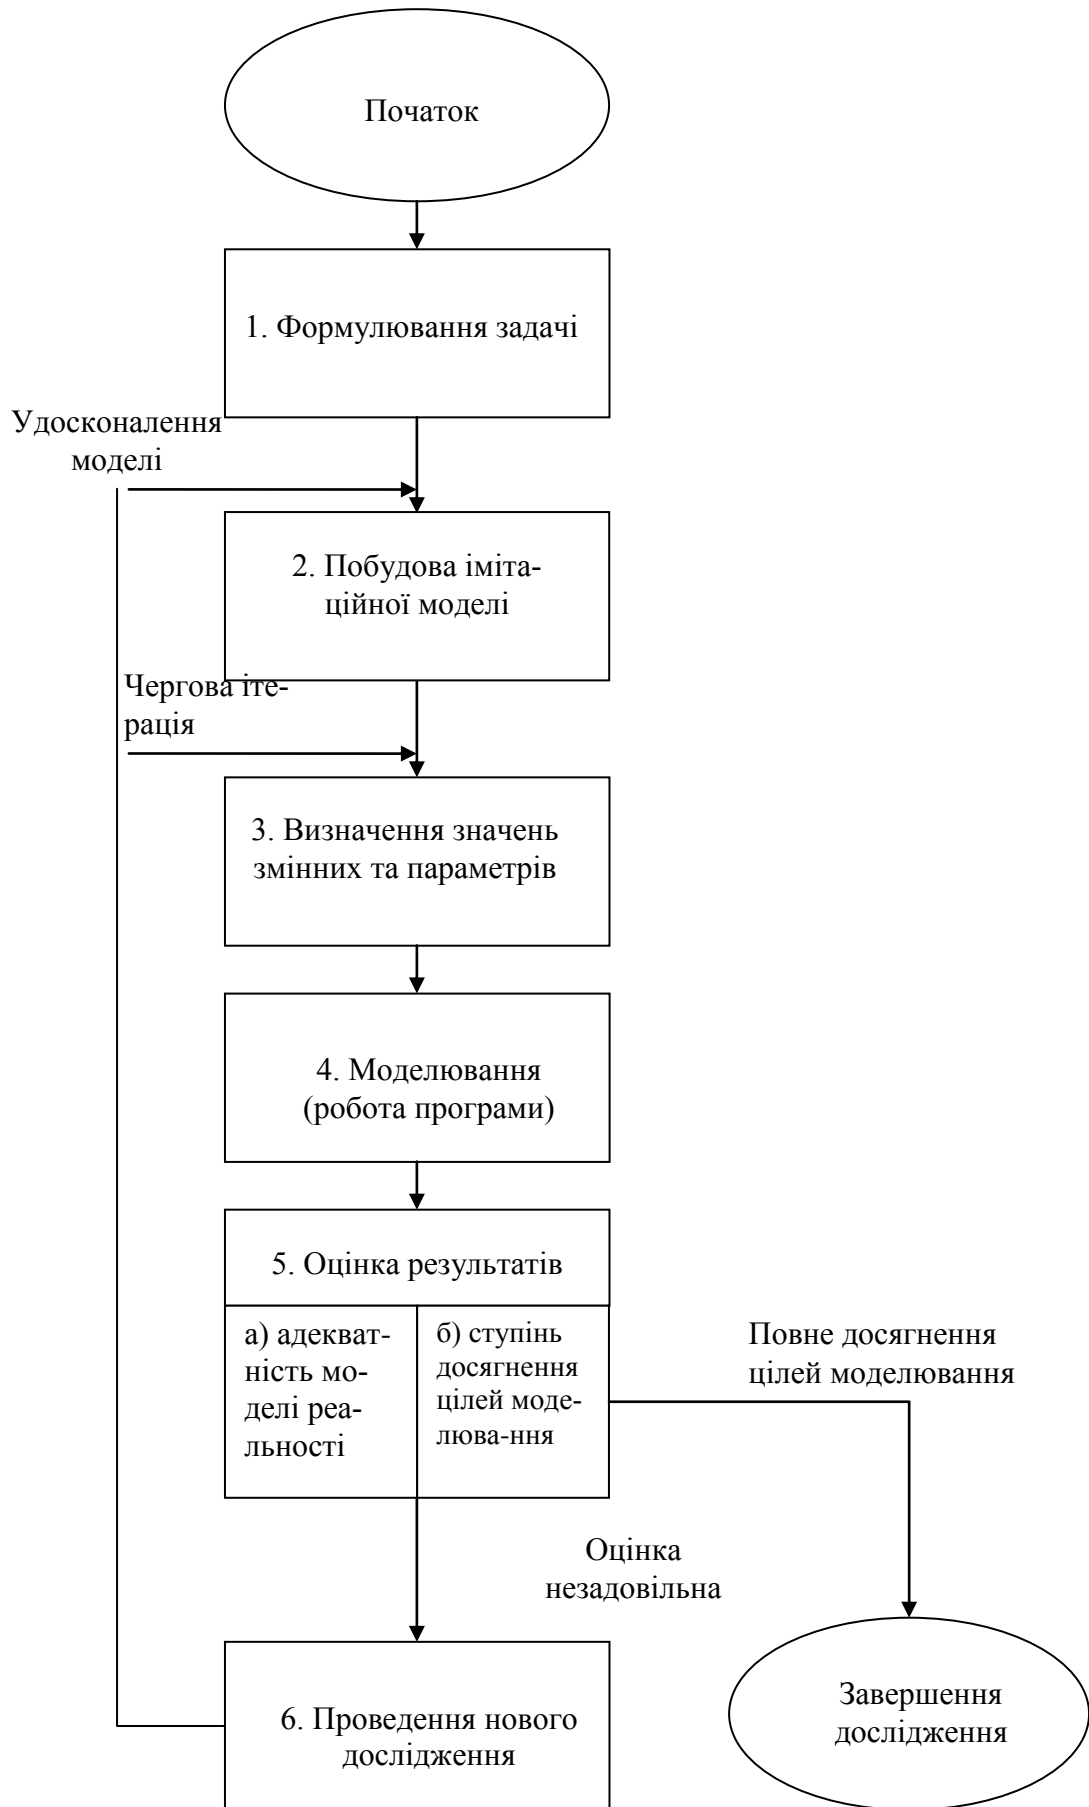 Початок
1. Формулювання задачі
Удосконалення
моделі
2. Побудова іміта-
ційної моделі
Чергова іте-
рація
3. Визначення значень
змінних та параметрів
4. Моделювання
(робота програми)
5. Оцінка результатів
а) адекват-
ність мо-
делі реа-
льності
б) ступінь
досягнення
цілей моде-
люва-ння
Повне досягнення
цілей моделювання
Оцінка
незадовільна
6. Проведення нового
дослідження
Завершення
дослідження